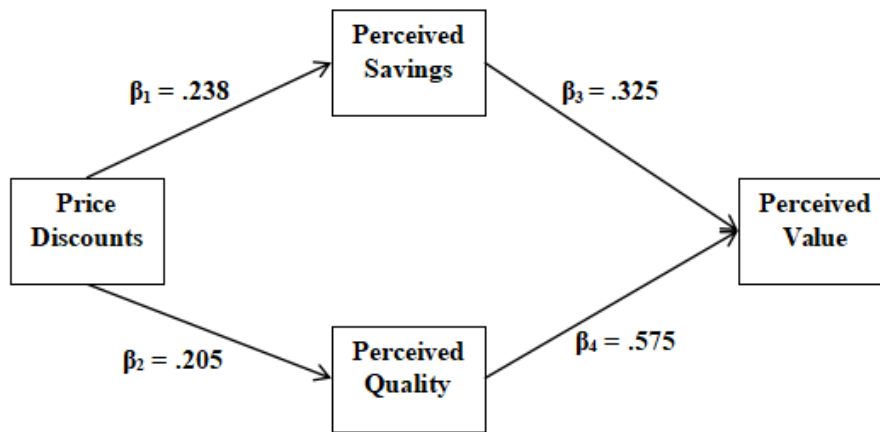 Perceived
Savings
β₁ = .238
β₃ = .325
Price
Discounts
Perceived
Value
β₂ = .205
β₄ = .575
Perceived
Quality